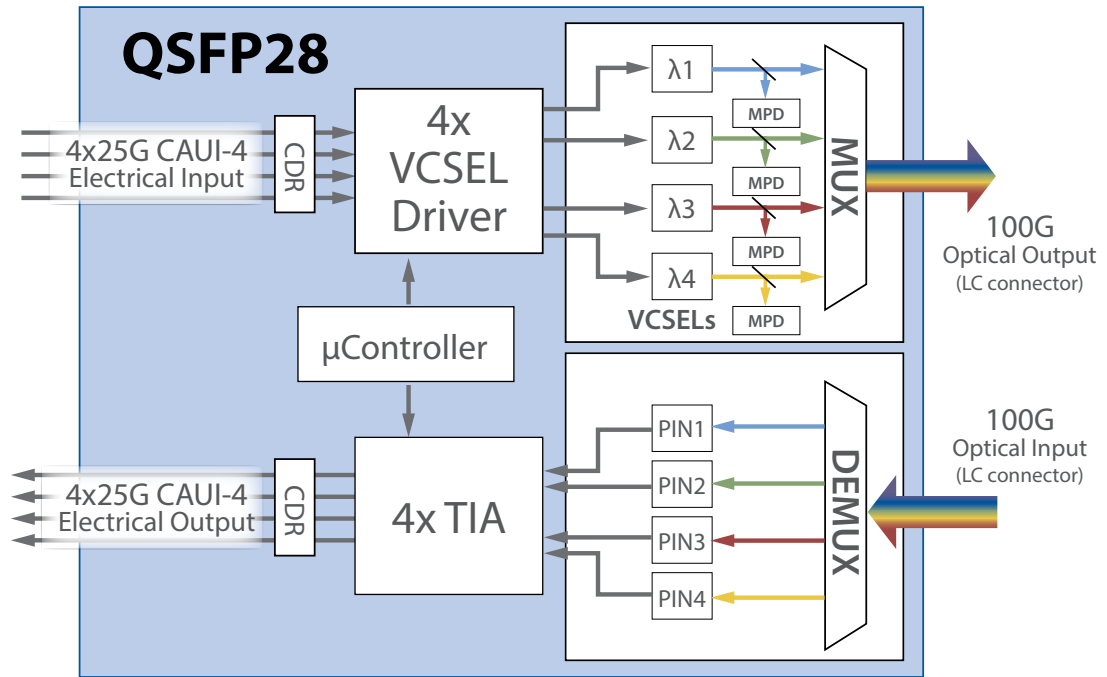 QSFP28
4x25G CAUI-4
Electrical Input
CDR
4x
VCSEL
Driver
λ1
MPD
λ2
MPD
λ3
MPD
λ4
MPD
VCSELs
MUX
100G
Optical Output
(LC connector)
µController
4x25G CAUI-4
Electrical Output
CDR
4x TIA
PIN1
PIN2
PIN3
PIN4
DEMUX
100G
Optical Input
(LC connector)